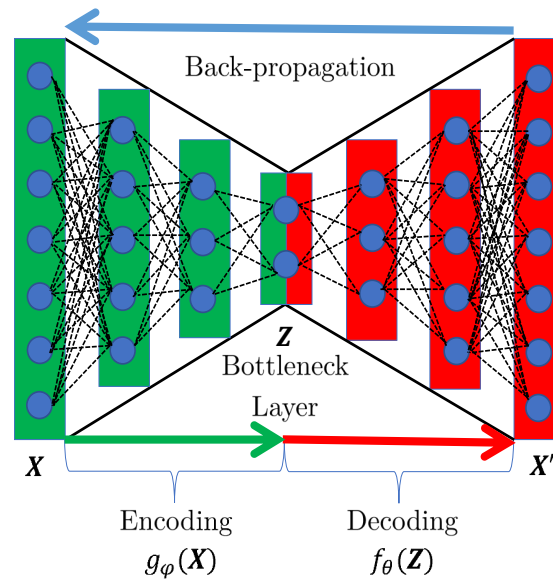 Back-propagation
Z
Bottleneck
Layer
X
X'
Encoding
Decoding
gφ(X)
fθ(Z)